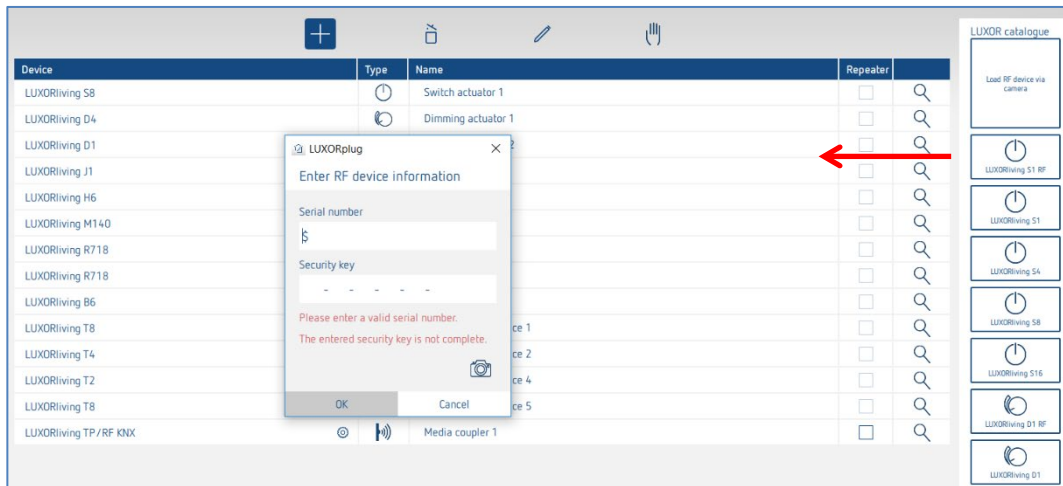 LUXOR catalogue
Device Type Name Repeater
Load RF device via
camera
LUXORliving S8 Switch actuator 1
LUXORliving D4 Dimming actuator 1
LUXORliving D1 2
LUXORliving J1
LUXORliving H6
LUXORliving M140
LUXORliving R718
LUXORliving R718
LUXORliving B6
LUXORliving T8 ce 1
LUXORliving T4 ce 2
LUXORliving T2 ce 4
LUXORliving T8 ce 5
LUXORliving TP/RF KNX Media coupler 1
LUXORplug
Enter RF device information
Serial number
$
Security key
- - - - -
Please enter a valid serial number.
The entered security key is not complete.
OK Cancel
LUXORliving S1 RF
LUXORliving S1
LUXORliving S4
LUXORliving S8
LUXORliving S16
LUXORliving D1 RF
LUXORliving D1